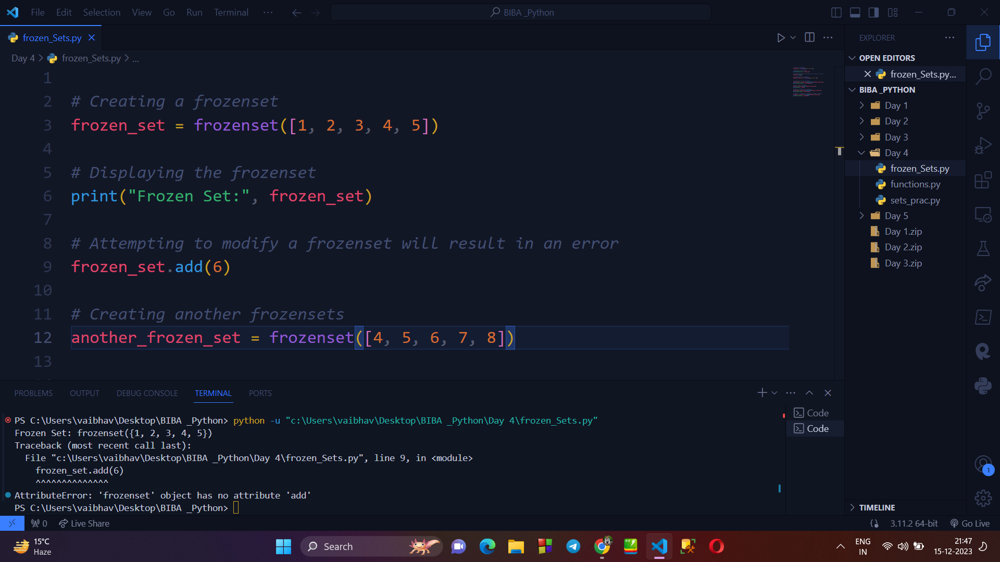 File Edit Selection View Go Run Terminal ··· BIBA _Python
frozen_Sets.py
Day 4 > frozen_Sets.py > ...
1
2 # Creating a frozenset
3 frozen_set = frozenset([1, 2, 3, 4, 5])
4
5 # Displaying the frozenset
6 print("Frozen Set:", frozen_set)
7
8 # Attempting to modify a frozenset will result in an error
9 frozen_set.add(6)
10
11 # Creating another frozensets
12 another_frozen_set = frozenset([4, 5, 6, 7, 8])
13
EXPLORER
OPEN EDITORS
frozen_Sets.py...
BIBA _PYTHON
Day 1
Day 2
Day 3
Day 4
frozen_Sets.py
functions.py
sets_prac.py
Day 5
Day 1.zip
Day 2.zip
Day 3.zip
TIMELINE
1
PROBLEMS OUTPUT DEBUG CONSOLE TERMINAL PORTS
PS C:\Users\vaibhav\Desktop\BIBA _Python> python -u "c:\Users\vaibhav\Desktop\BIBA _Python\Day 4\frozen_Sets.py"
Frozen Set: frozenset({1, 2, 3, 4, 5})
Traceback (most recent call last):
File "c:\Users\vaibhav\Desktop\BIBA _Python\Day 4\frozen_Sets.py", line 9, in <module>
frozen_set.add(6)
^^^^^^^^^^^^^^
AttributeError: 'frozenset' object has no attribute 'add'
PS C:\Users\vaibhav\Desktop\BIBA _Python>
Code
Code
0 Live Share 3.11.2 64-bit Go Live
15°C
Haze
Search
ENG
IN
21:47
15-12-2023